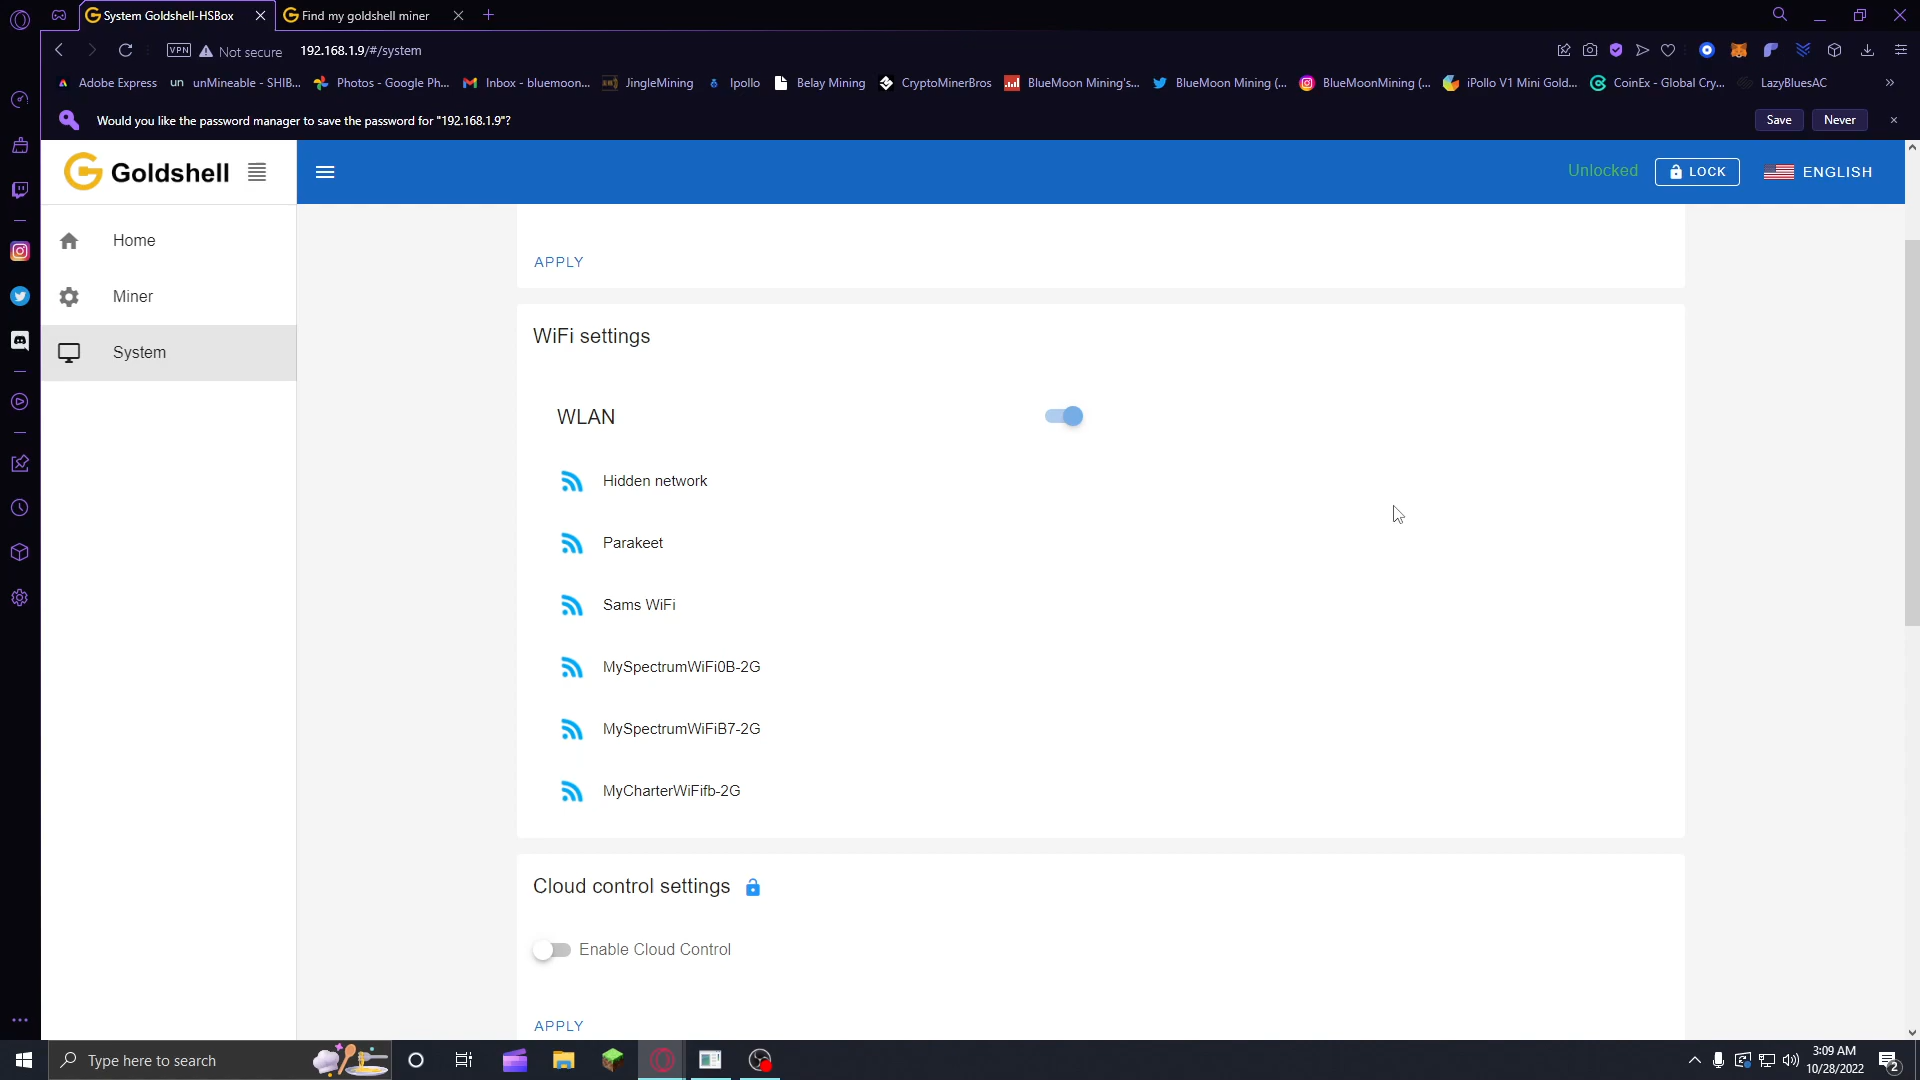 System Goldshell-HSBox
Find my goldshell miner
VPN
Not secure
192.168.1.9/#/system
Adobe Express
un unMineable - SHIB...
Photos - Google Ph...
Inbox - bluemoon...
JingleMining
Ipollo
Belay Mining
CryptoMinerBros
BlueMoon Mining's...
BlueMoon Mining (...
BlueMoonMining (...
iPollo V1 Mini Gold...
CoinEx - Global Cry...
LazyBluesAC
Would you like the password manager to save the password for "192.168.1.9"?
Save
Never
Goldshell
Unlocked
LOCK
ENGLISH
Home
Miner
System
APPLY
WiFi settings
WLAN
Hidden network
Parakeet
Sams WiFi
MySpectrumWiFi0B-2G
MySpectrumWiFiB7-2G
MyCharterWiFifb-2G
Cloud control settings
Enable Cloud Control
APPLY
Type here to search
3:09 AM
10/28/2022
2